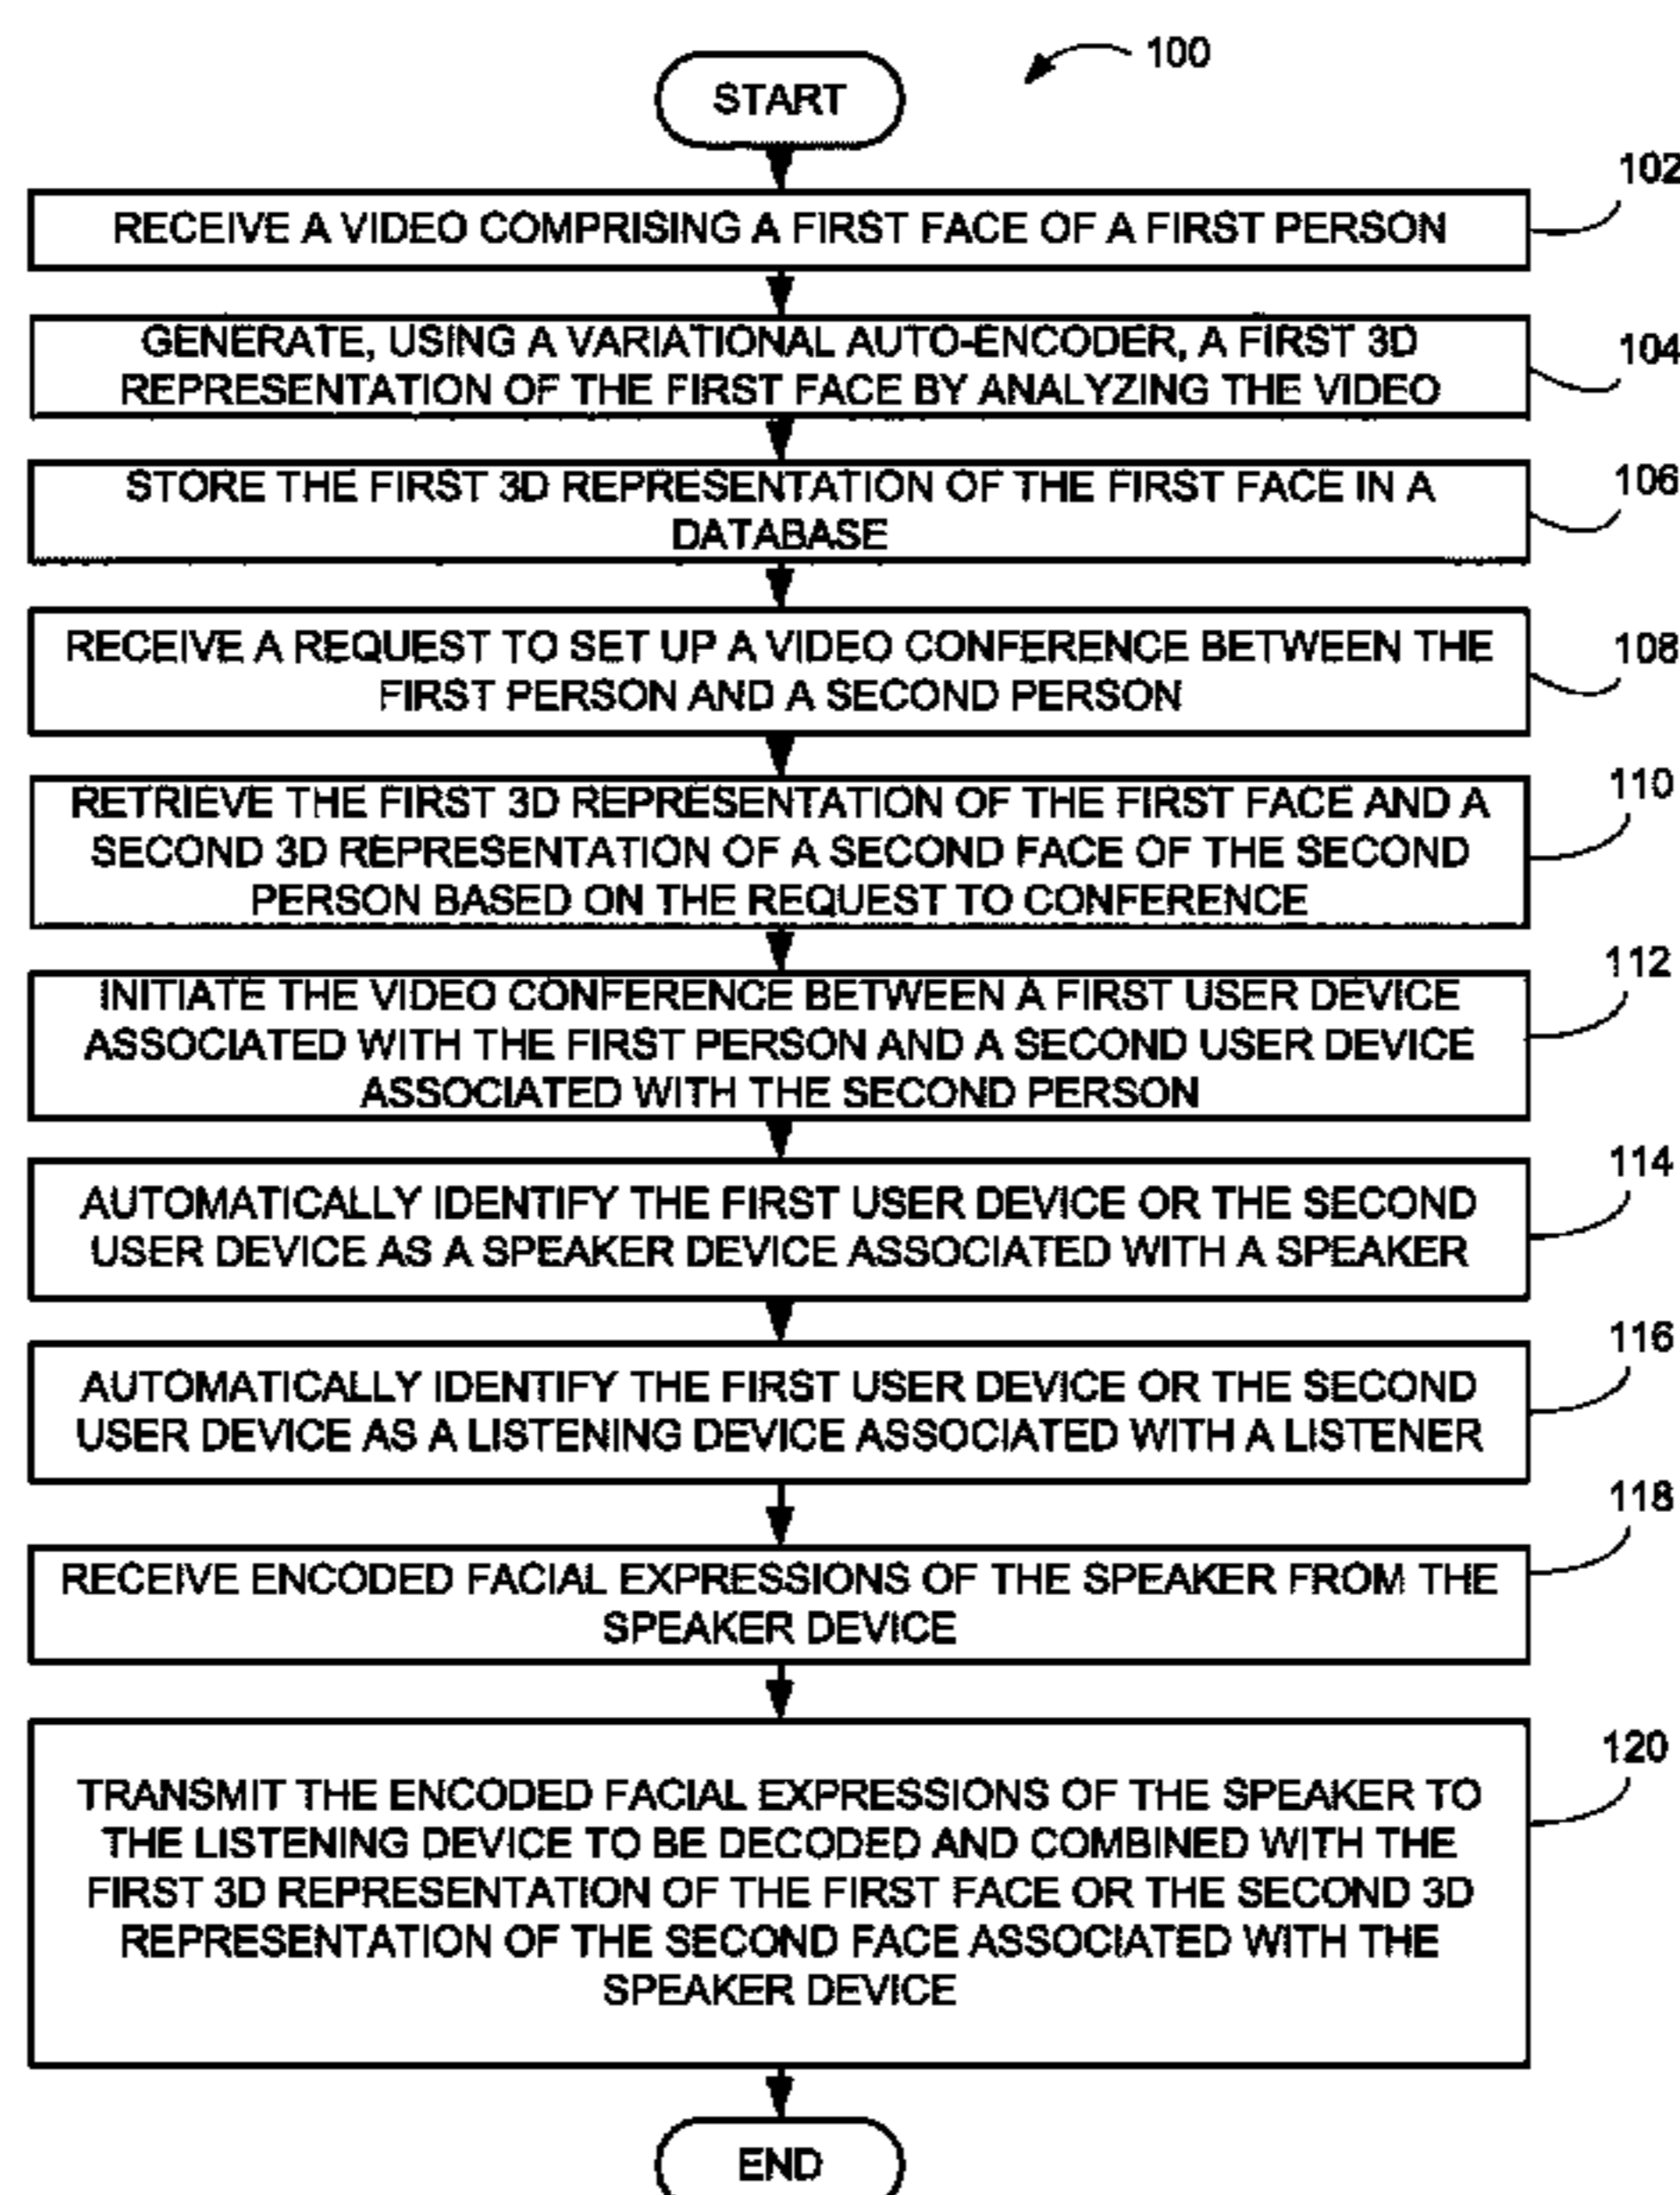 START
100
RECEIVE A VIDEO COMPRISING A FIRST FACE OF A FIRST PERSON
102
GENERATE, USING A VARIATIONAL AUTO-ENCODER, A FIRST 3D
REPRESENTATION OF THE FIRST FACE BY ANALYZING THE VIDEO
104
STORE THE FIRST 3D REPRESENTATION OF THE FIRST FACE IN A
DATABASE
106
RECEIVE A REQUEST TO SET UP A VIDEO CONFERENCE BETWEEN THE
FIRST PERSON AND A SECOND PERSON
108
RETRIEVE THE FIRST 3D REPRESENTATION OF THE FIRST FACE AND A
SECOND 3D REPRESENTATION OF A SECOND FACE OF THE SECOND
PERSON BASED ON THE REQUEST TO CONFERENCE
110
INITIATE THE VIDEO CONFERENCE BETWEEN A FIRST USER DEVICE
ASSOCIATED WITH THE FIRST PERSON AND A SECOND USER DEVICE
ASSOCIATED WITH THE SECOND PERSON
112
AUTOMATICALLY IDENTIFY THE FIRST USER DEVICE OR THE SECOND
USER DEVICE AS A SPEAKER DEVICE ASSOCIATED WITH A SPEAKER
114
AUTOMATICALLY IDENTIFY THE FIRST USER DEVICE OR THE SECOND
USER DEVICE AS A LISTENING DEVICE ASSOCIATED WITH A LISTENER
116
RECEIVE ENCODED FACIAL EXPRESSIONS OF THE SPEAKER FROM THE
SPEAKER DEVICE
118
TRANSMIT THE ENCODED FACIAL EXPRESSIONS OF THE SPEAKER TO
THE LISTENING DEVICE TO BE DECODED AND COMBINED WITH THE
FIRST 3D REPRESENTATION OF THE FIRST FACE OR THE SECOND 3D
REPRESENTATION OF THE SECOND FACE ASSOCIATED WITH THE
SPEAKER DEVICE
120
END